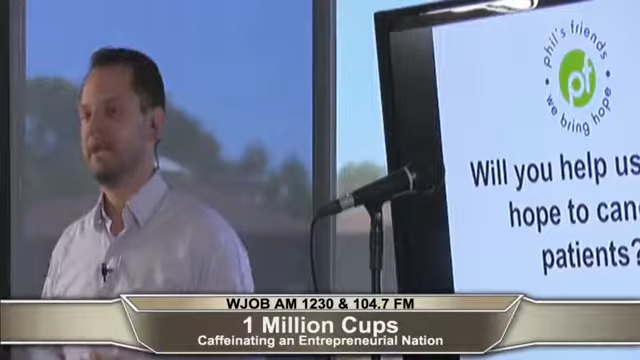 phil's friends
pf
we bring hope
Will you help us
hope to can
patients?
WJOB AM 1230 & 104.7 FM
1 Million Cups
Caffeinating an Entrepreneurial Nation